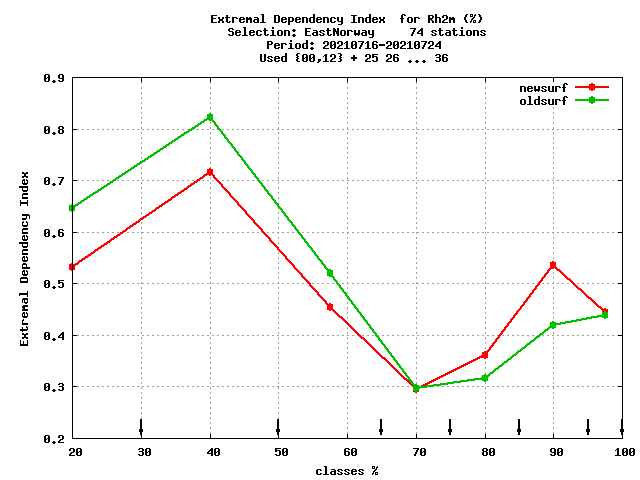 Extremal Dependency Index  for Rh2m (%)
Selection: EastNorway     74 stations
Period: 20210716-20210724
Used {00,12} + 25 26 ... 36
newsurf
oldsurf
Extremal Dependency Index
0.9
0.8
0.7
0.6
0.5
0.4
0.3
0.2
20 30 40 50 60 70 80 90 100
classes %